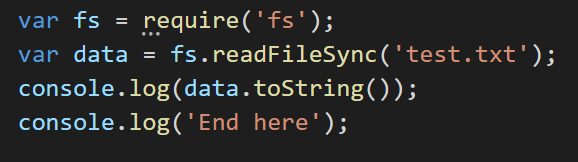 var fs = require('fs');
var data = fs.readFileSync('test.txt');
console.log(data.toString());
console.log('End here');